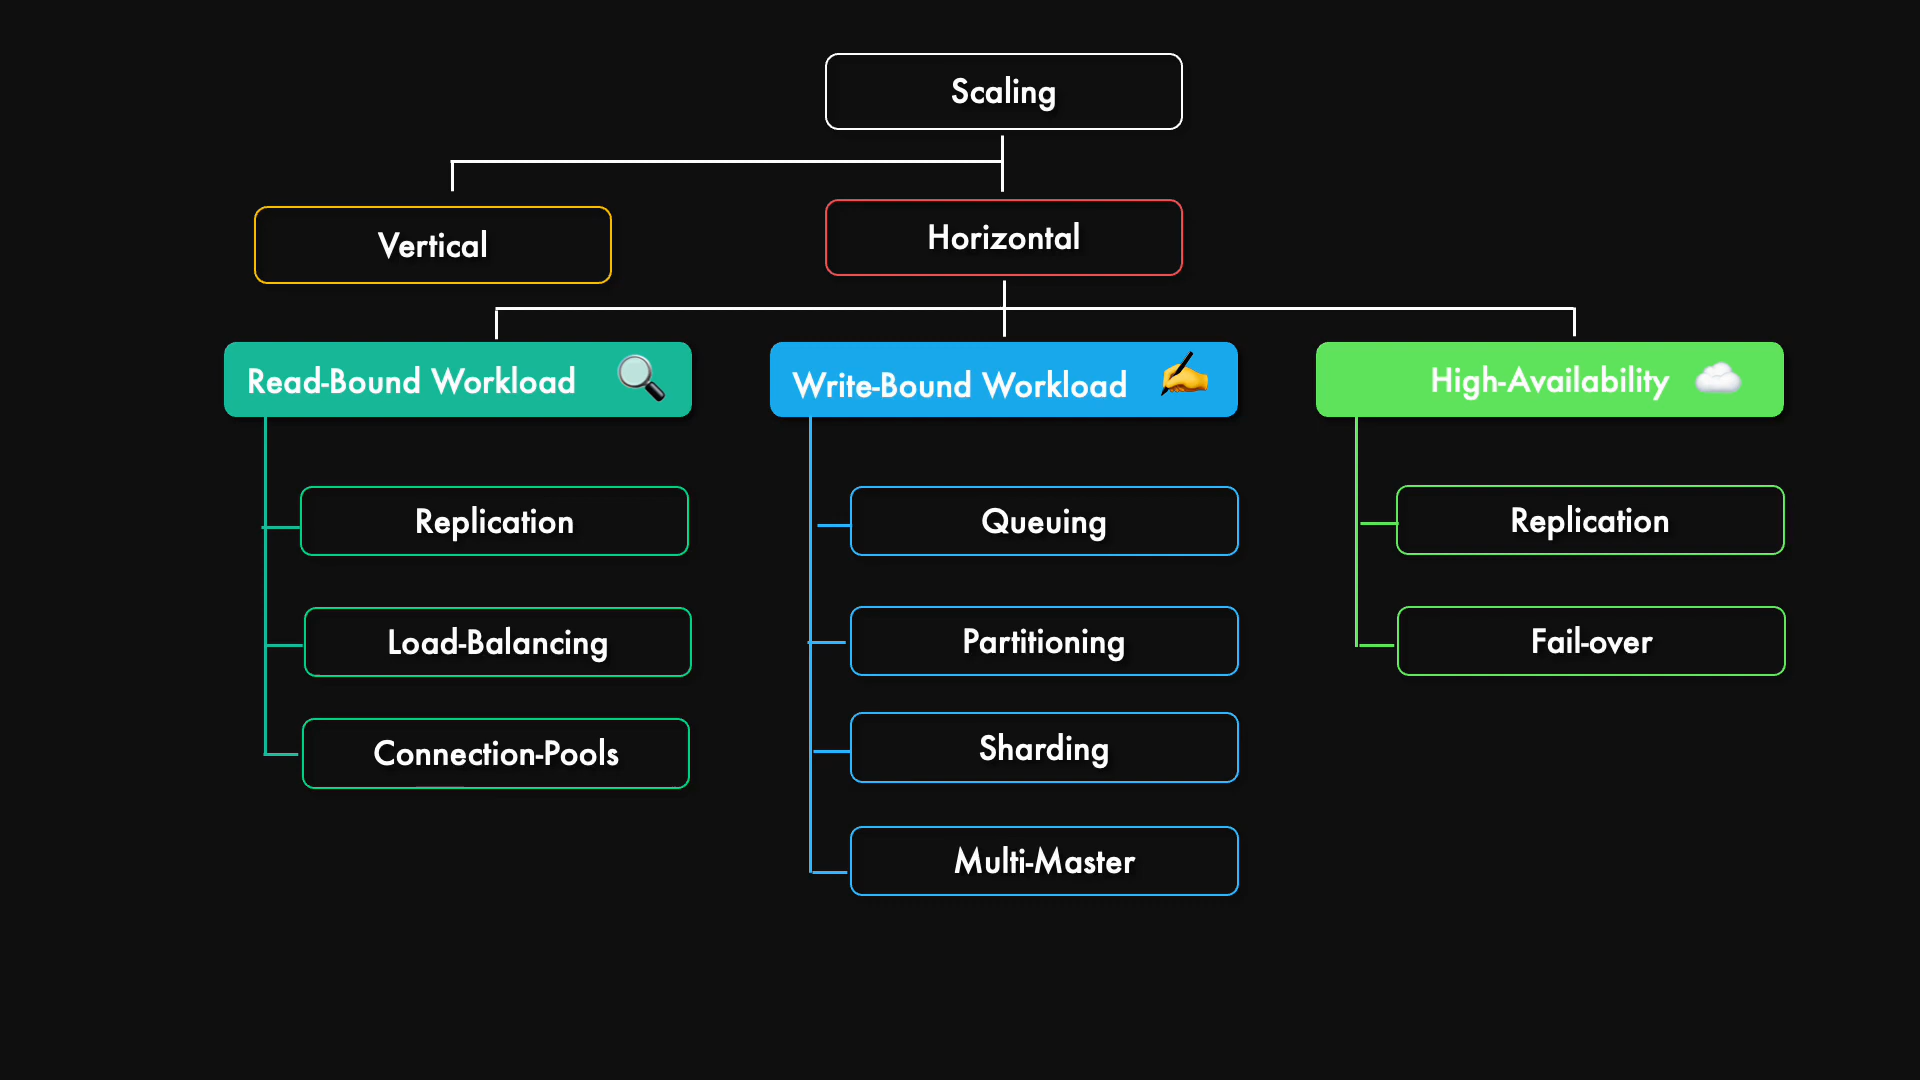 Scaling
Vertical
Horizontal
Read-Bound Workload
Write-Bound Workload
High-Availability
Replication
Load-Balancing
Connection-Pools
Queuing
Partitioning
Sharding
Multi-Master
Replication
Fail-over